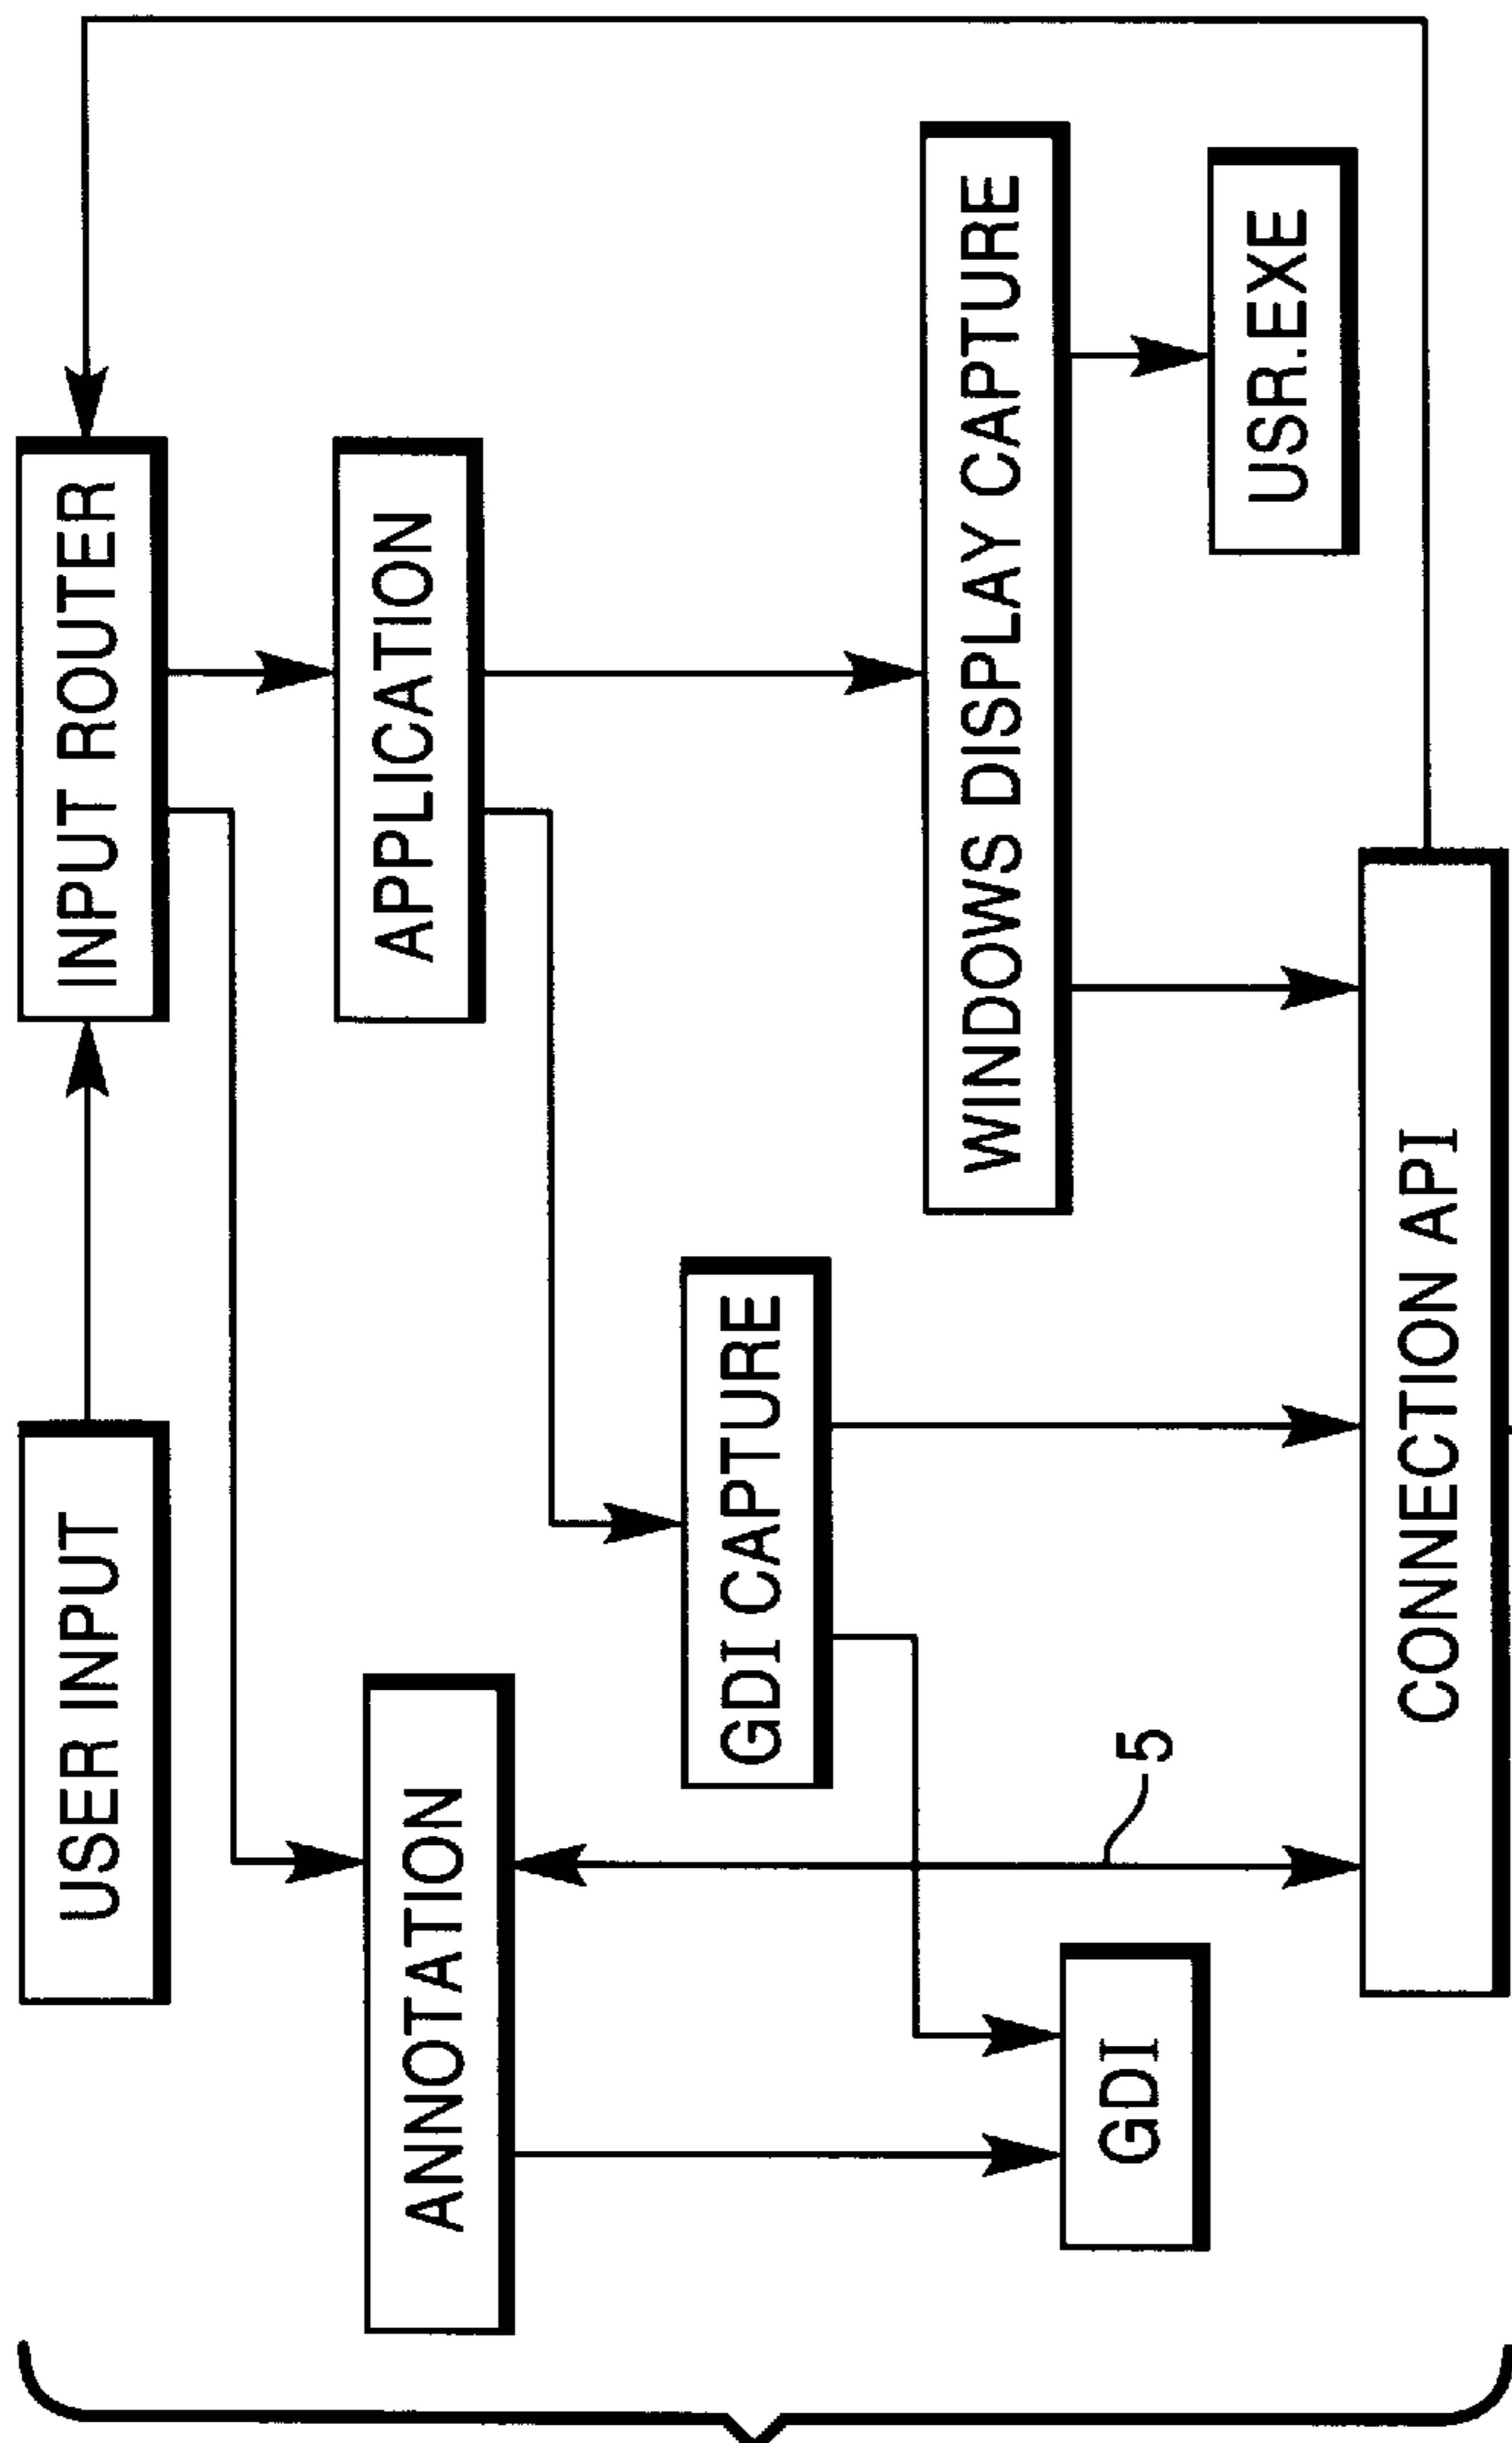 USER INPUT
INPUT ROUTER
APPLICATION
ANNOTATION
GDI CAPTURE
WINDOWS DISPLAY CAPTURE
GDI
5
USR.EXE
CONNECTION API